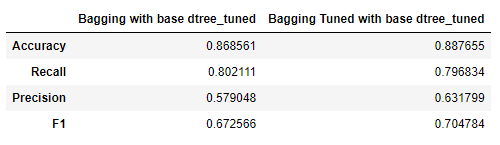 Bagging with base dtree_tuned Bagging Tuned with base dtree_tuned
Accuracy 0.868561 0.887655
Recall 0.802111 0.796834
Precision 0.579048 0.631799
F1 0.672566 0.704784